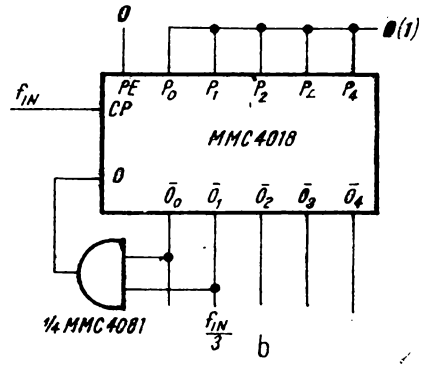 0
0(1)
PE P0 P1 P2 P4
fIN
CP
MMC4018
D
Ō0 Ō1 Ō2 Ō3 Ō4
1/4 MMC4081
fIN/3
b